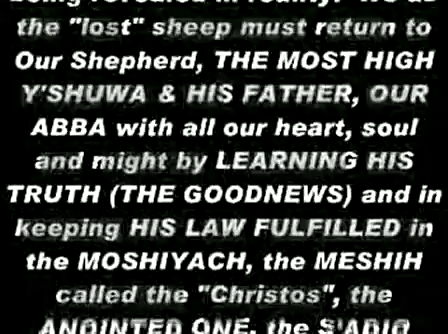 being revealed in reality! We as
the "lost" sheep must return to
Our Shepherd, THE MOST HIGH
Y'SHUWA & HIS FATHER, OUR
ABBA with all our heart, soul
and might by LEARNING HIS
TRUTH (THE GOODNEWS) and in
keeping HIS LAW FULFILLED in
the MOSHIYACH, the MESHIH
called the "Christos", the
ANOINTED ONE, the